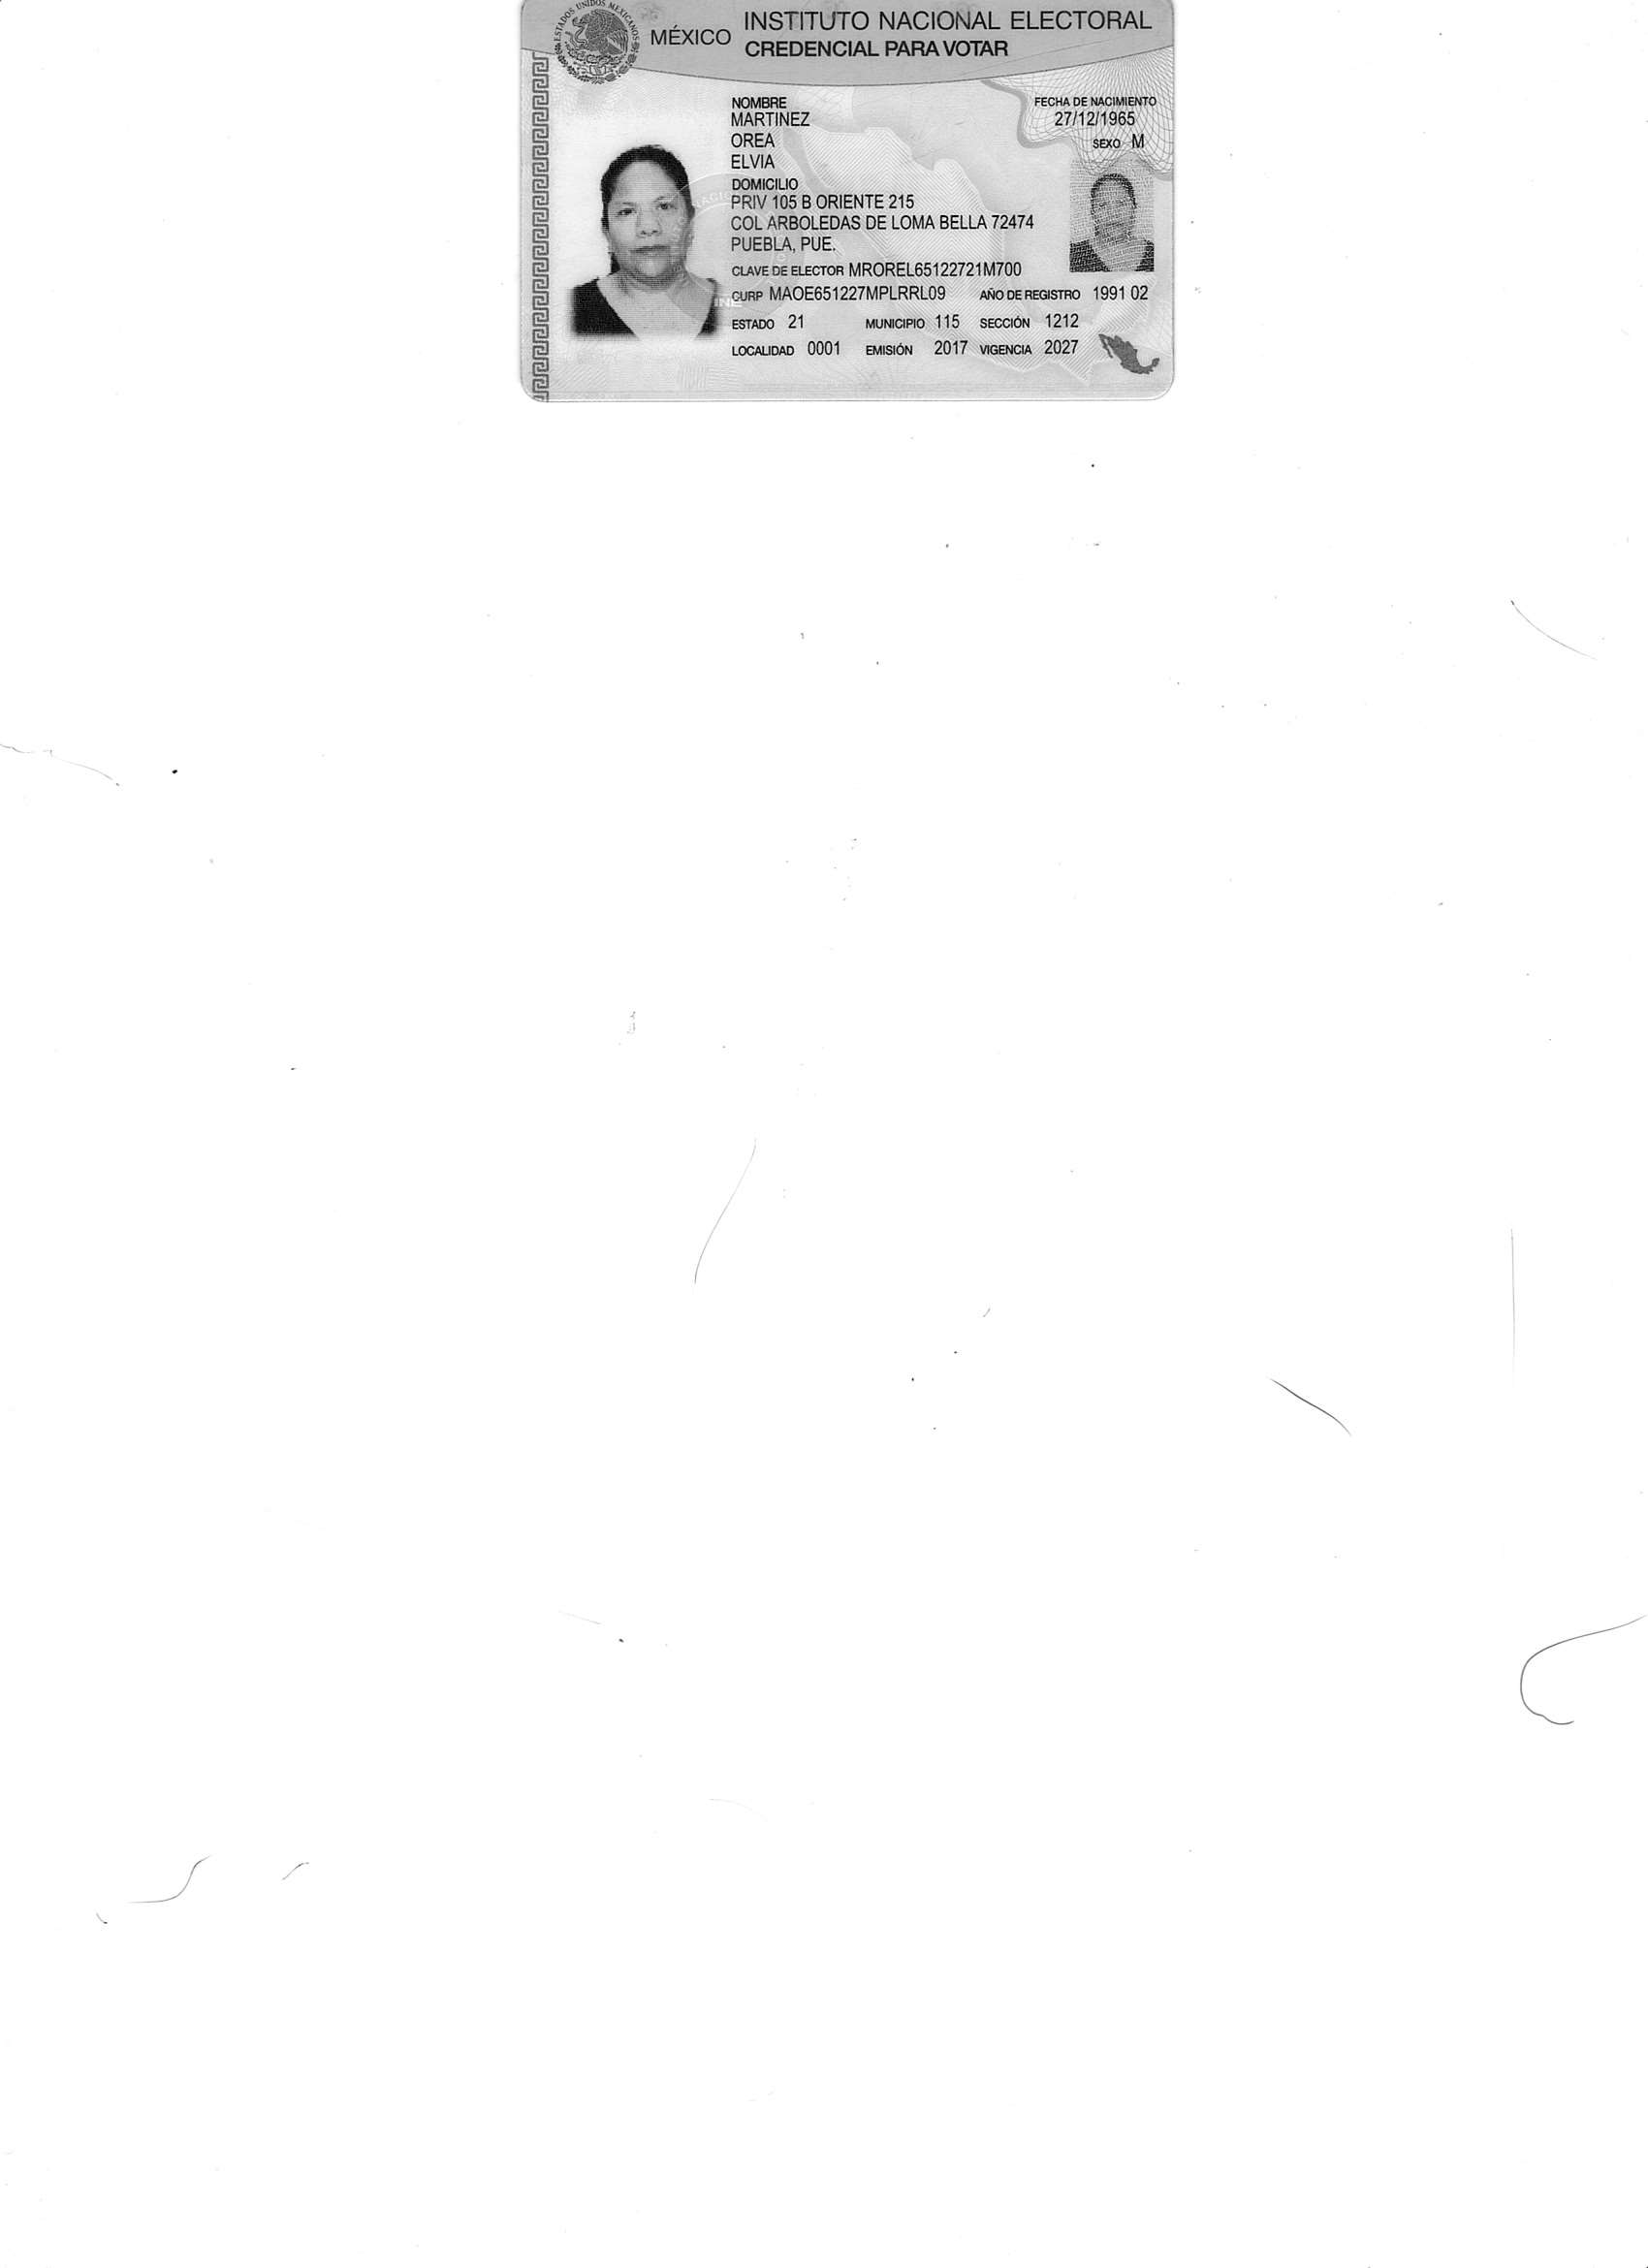 ESTADOS UNIDOS MEXICANOS
MÉXICO
INSTITUTO NACIONAL ELECTORAL
CREDENCIAL PARA VOTAR
NOMBRE
MARTINEZ
OREA
ELVIA
FECHA DE NACIMIENTO
27/12/1965
SEXO M
DOMICILIO
PRIV 105 B ORIENTE 215
COL ARBOLEDAS DE LOMA BELLA 72474
PUEBLA, PUE.
CLAVE DE ELECTOR MROREL65122721M700
CURP MAOE651227MPLRRL09 AÑO DE REGISTRO 1991 02
ESTADO 21 MUNICIPIO 115 SECCIÓN 1212
LOCALIDAD 0001 EMISIÓN 2017 VIGENCIA 2027
INE